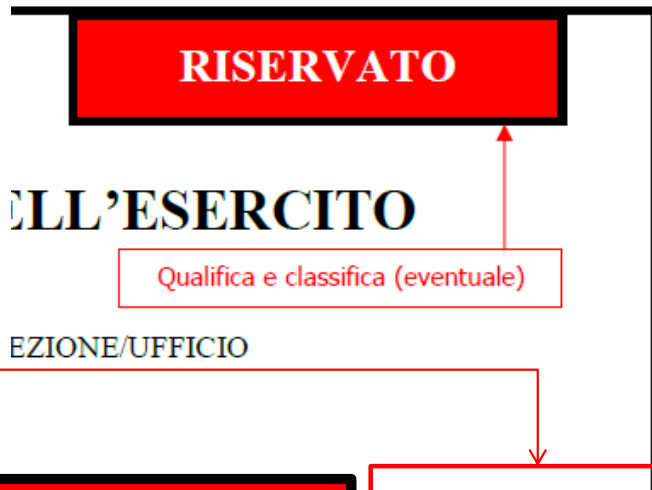 RISERVATO
ELL'ESERCITO
Qualifica e classifica (eventuale)
EZIONE/UFFICIO